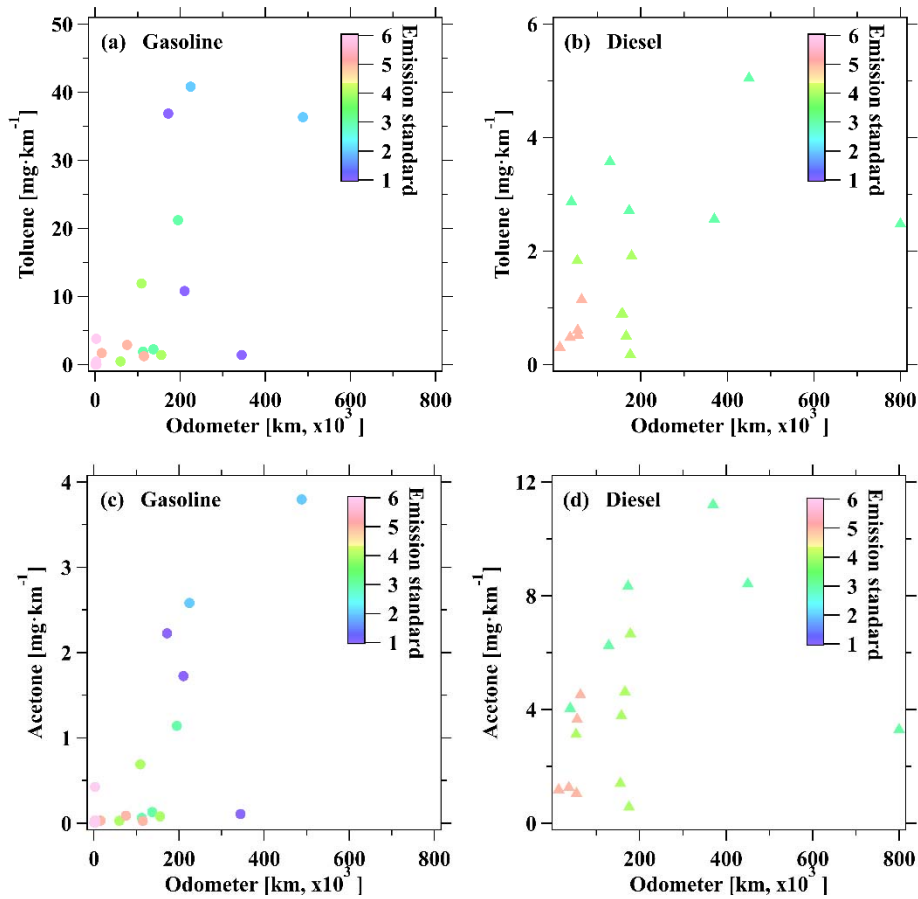 (a) Gasoline
Toluene [mg·km⁻¹]
50
40
30
20
10
0
0 200 400 600 800
Odometer [km, x10³ ]
6
5
4
3
2
1
Emission standard
(b) Diesel
Toluene [mg·km⁻¹]
6
4
2
0
200 400 600 800
Odometer [km, x10³ ]
6
5
4
3
2
1
Emission standard
(c) Gasoline
Acetone [mg·km⁻¹]
4
3
2
1
0
0 200 400 600 800
Odometer [km, x10³ ]
6
5
4
3
2
1
Emission standard
(d) Diesel
Acetone [mg·km⁻¹]
12
8
4
0
200 400 600 800
Odometer [km, x10³ ]
6
5
4
3
2
1
Emission standard